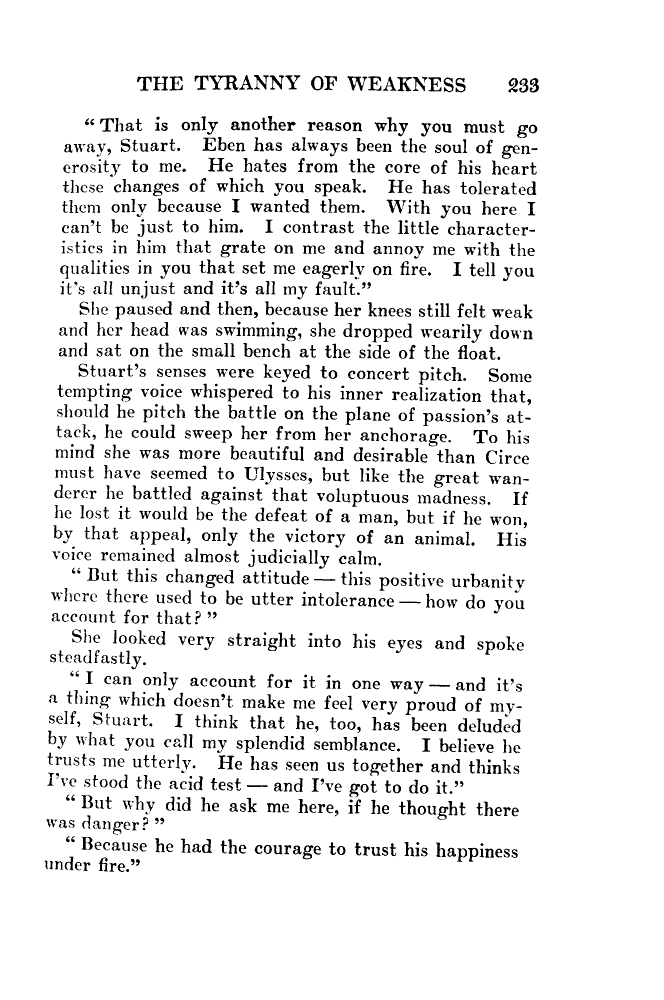 THE TYRANNY OF WEAKNESS 233
“ That is only another reason why you must go
away, Stuart. Eben has always been the soul of gen-
erosity to me. He hates from the core of his heart
these changes of which you speak. He has tolerated
them only because I wanted them. With you here I
can't be just to him. I contrast the little character-
istics in him that grate on me and annoy me with the
qualities in you that set me eagerly on fire. I tell you
it's all unjust and it's all my fault.”
She paused and then, because her knees still felt weak
and her head was swimming, she dropped wearily down
and sat on the small bench at the side of the float.
Stuart's senses were keyed to concert pitch. Some
tempting voice whispered to his inner realization that,
should he pitch the battle on the plane of passion's at-
tack, he could sweep her from her anchorage. To his
mind she was more beautiful and desirable than Circe
must have seemed to Ulysses, but like the great wan-
derer he battled against that voluptuous madness. If
he lost it would be the defeat of a man, but if he won,
by that appeal, only the victory of an animal. His
voice remained almost judicially calm.
“ But this changed attitude — this positive urbanity
where there used to be utter intolerance — how do you
account for that? ”
She looked very straight into his eyes and spoke
steadfastly.
“ I can only account for it in one way — and it's
a thing which doesn't make me feel very proud of my-
self, Stuart. I think that he, too, has been deluded
by what you call my splendid semblance. I believe he
trusts me utterly. He has seen us together and thinks
I've stood the acid test — and I've got to do it.”
“ But why did he ask me here, if he thought there
was danger? ”
“ Because he had the courage to trust his happiness
under fire.”